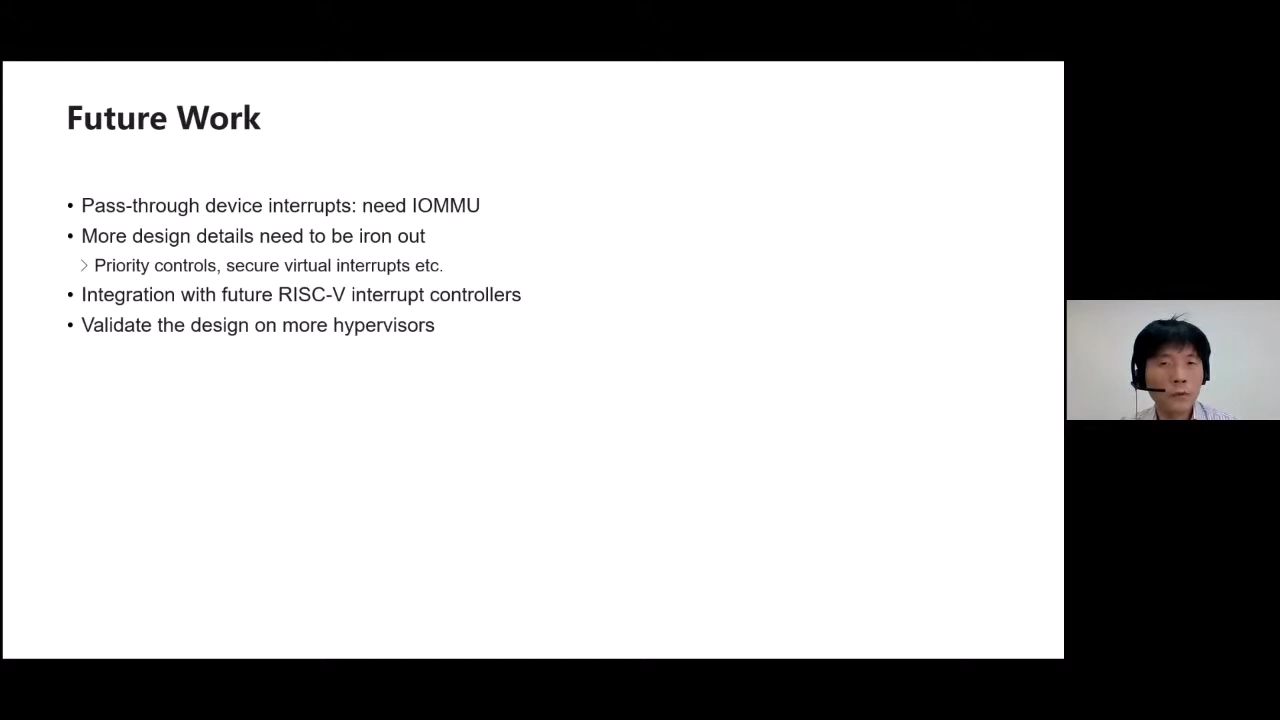 Future Work
• Pass-through device interrupts: need IOMMU
• More design details need to be iron out
> Priority controls, secure virtual interrupts etc.
• Integration with future RISC-V interrupt controllers
• Validate the design on more hypervisors